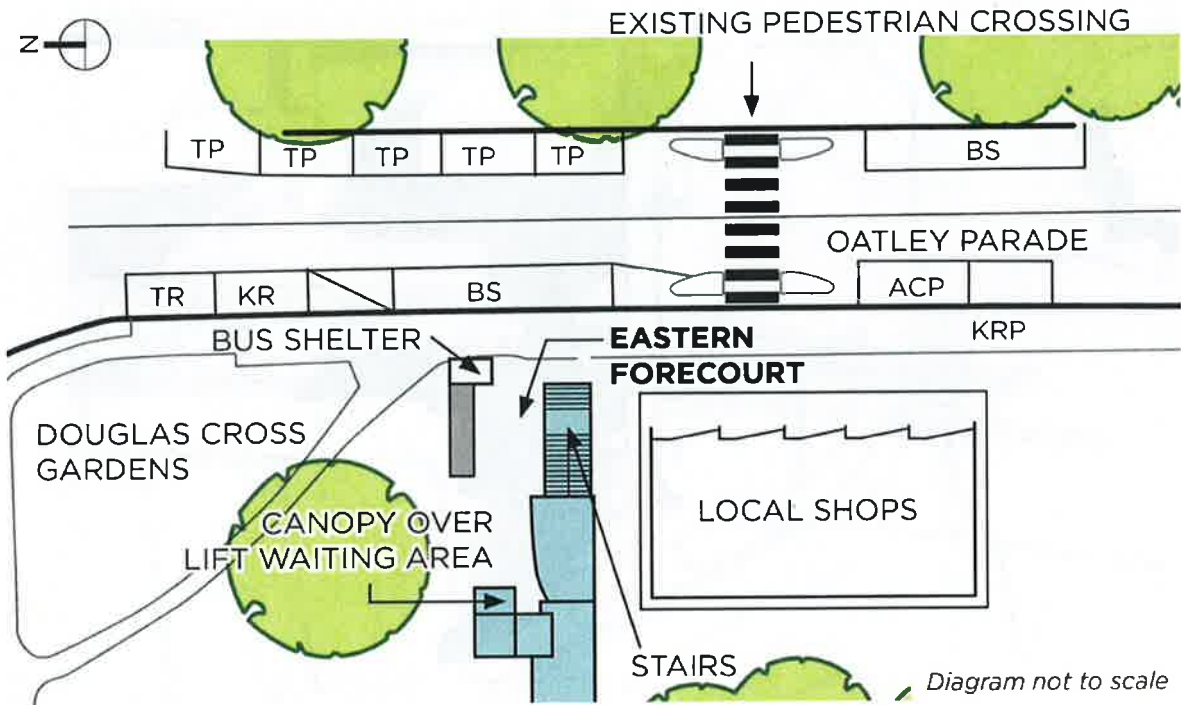 EXISTING PEDESTRIAN CROSSING
N
TP
TP
TP
TP
TP
BS
OATLEY PARADE
TR
KR
BS
ACP
BUS SHELTER
EASTERN
FORECOURT
KRP
DOUGLAS CROSS
GARDENS
CANOPY OVER
LIFT WAITING AREA
LOCAL SHOPS
STAIRS
Diagram not to scale